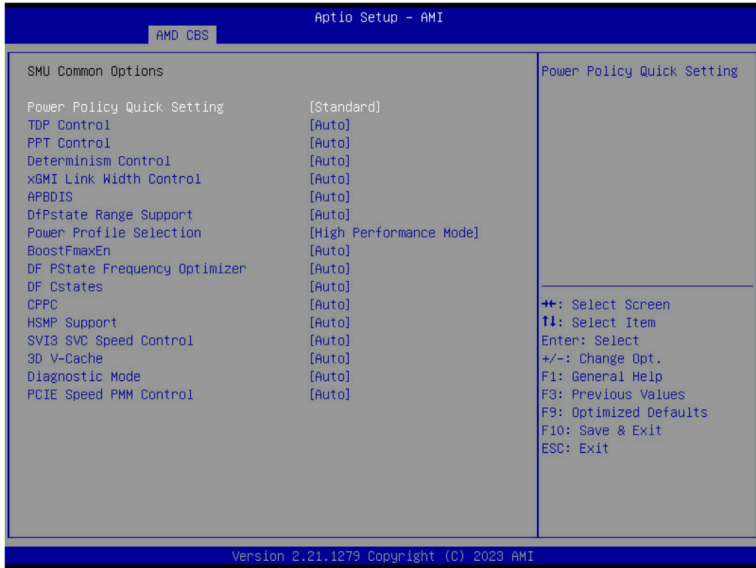 Aptio Setup – AMI
AMD CBS
SMU Common Options
Power Policy Quick Setting [Standard]
TDP Control [Auto]
PPT Control [Auto]
Determinism Control [Auto]
xGMI Link Width Control [Auto]
APBDIS [Auto]
DfPstate Range Support [Auto]
Power Profile Selection [High Performance Mode]
BoostFmaxEn [Auto]
DF PState Frequency Optimizer [Auto]
DF Cstates [Auto]
CPPC [Auto]
HSMP Support [Auto]
SVI3 SVC Speed Control [Auto]
3D V-Cache [Auto]
Diagnostic Mode [Auto]
PCIE Speed PMM Control [Auto]
Power Policy Quick Setting
→←: Select Screen
↑↓: Select Item
Enter: Select
+/-: Change Opt.
F1: General Help
F3: Previous Values
F9: Optimized Defaults
F10: Save & Exit
ESC: Exit
Version 2.21.1279 Copyright (C) 2023 AMI